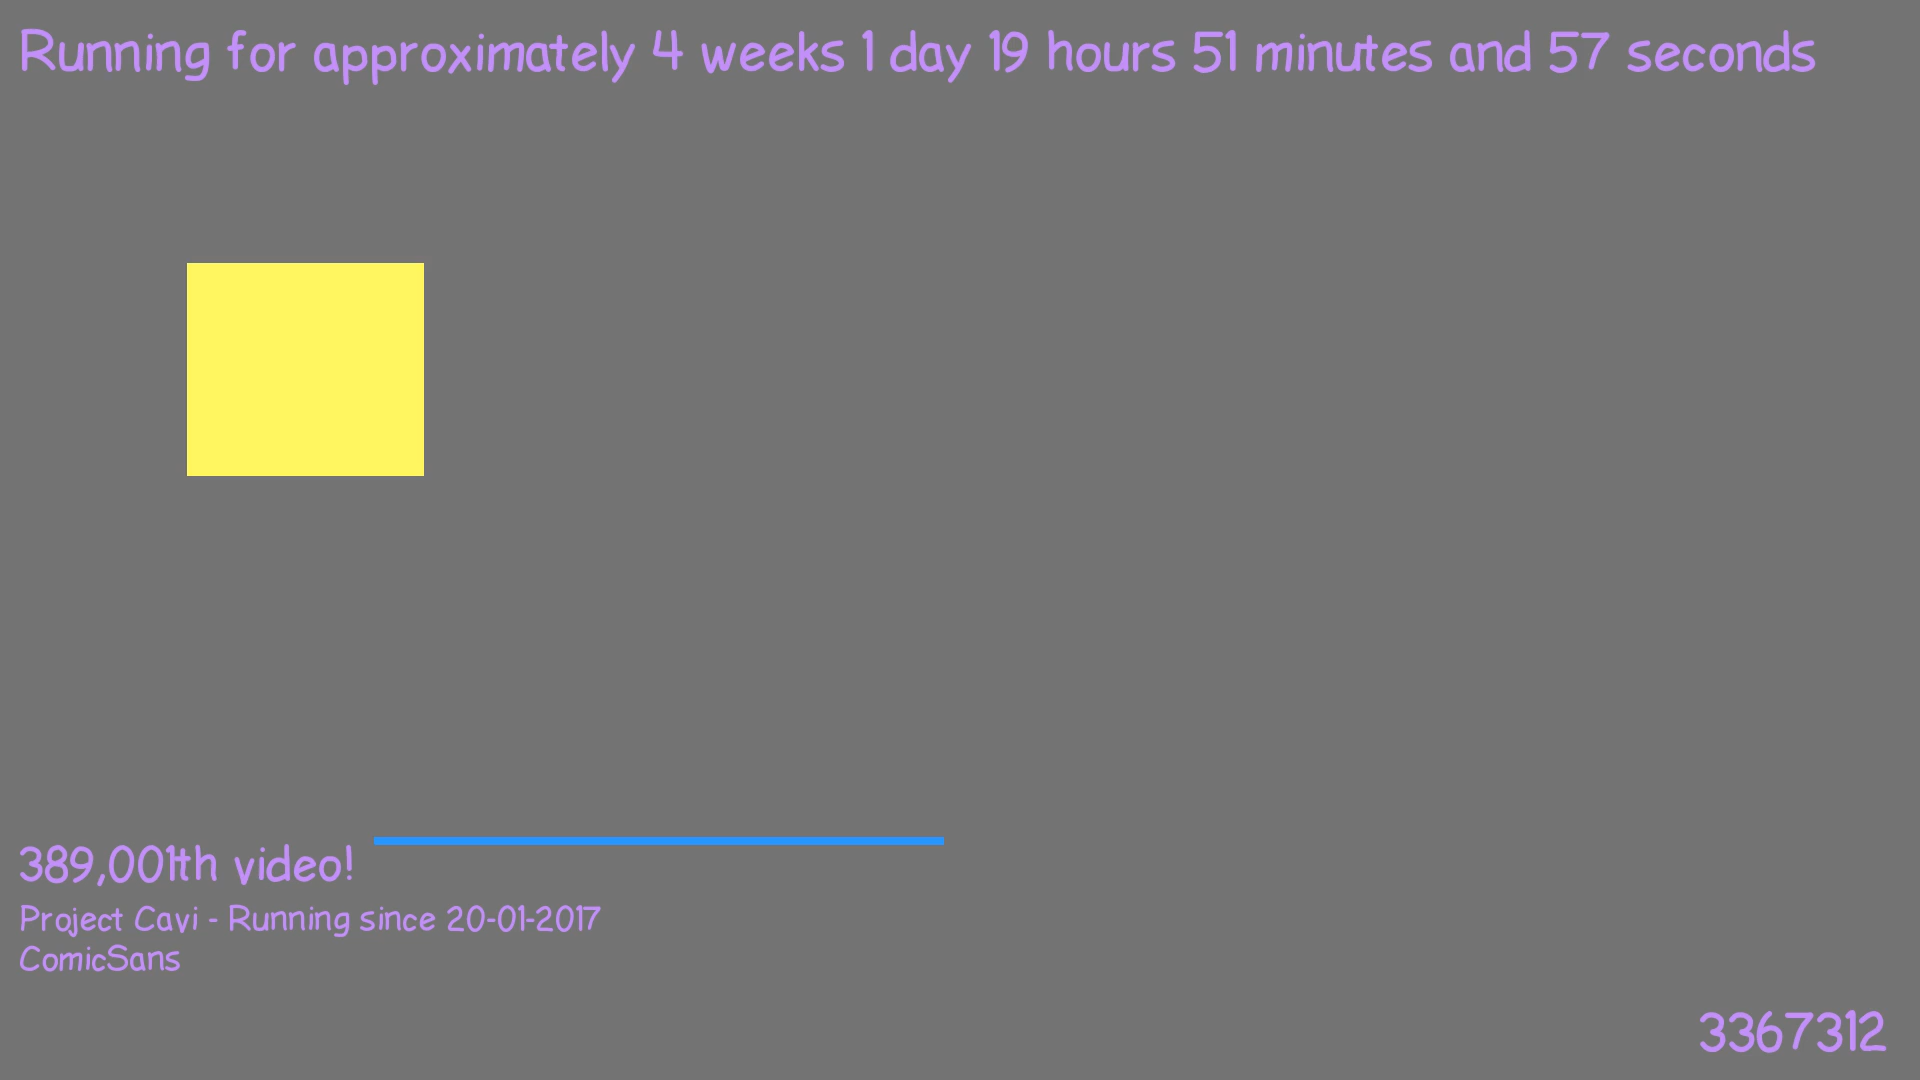 Running for approximately 4 weeks 1 day 19 hours 51 minutes and 57 seconds
389,001th video!
Project Cavi - Running since 20-01-2017
ComicSans
3367312